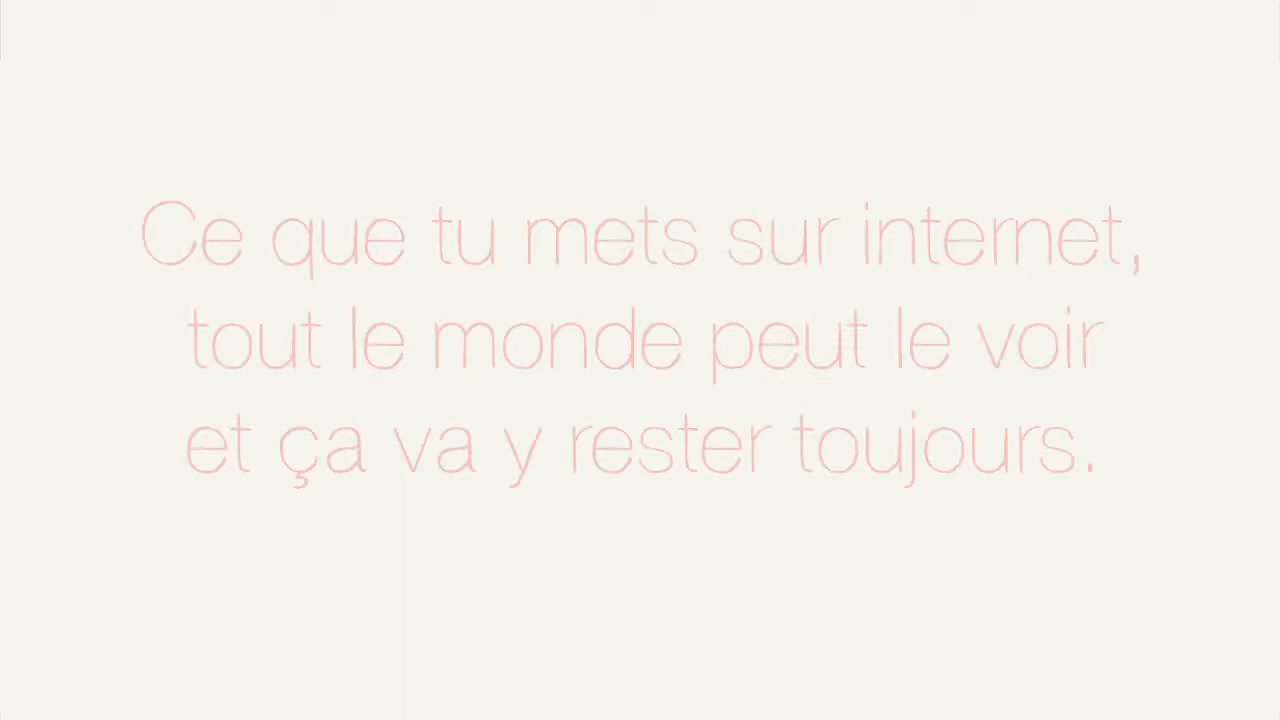 Ce que tu mets sur internet,
tout le monde peut le voir
et ça va y rester toujours.